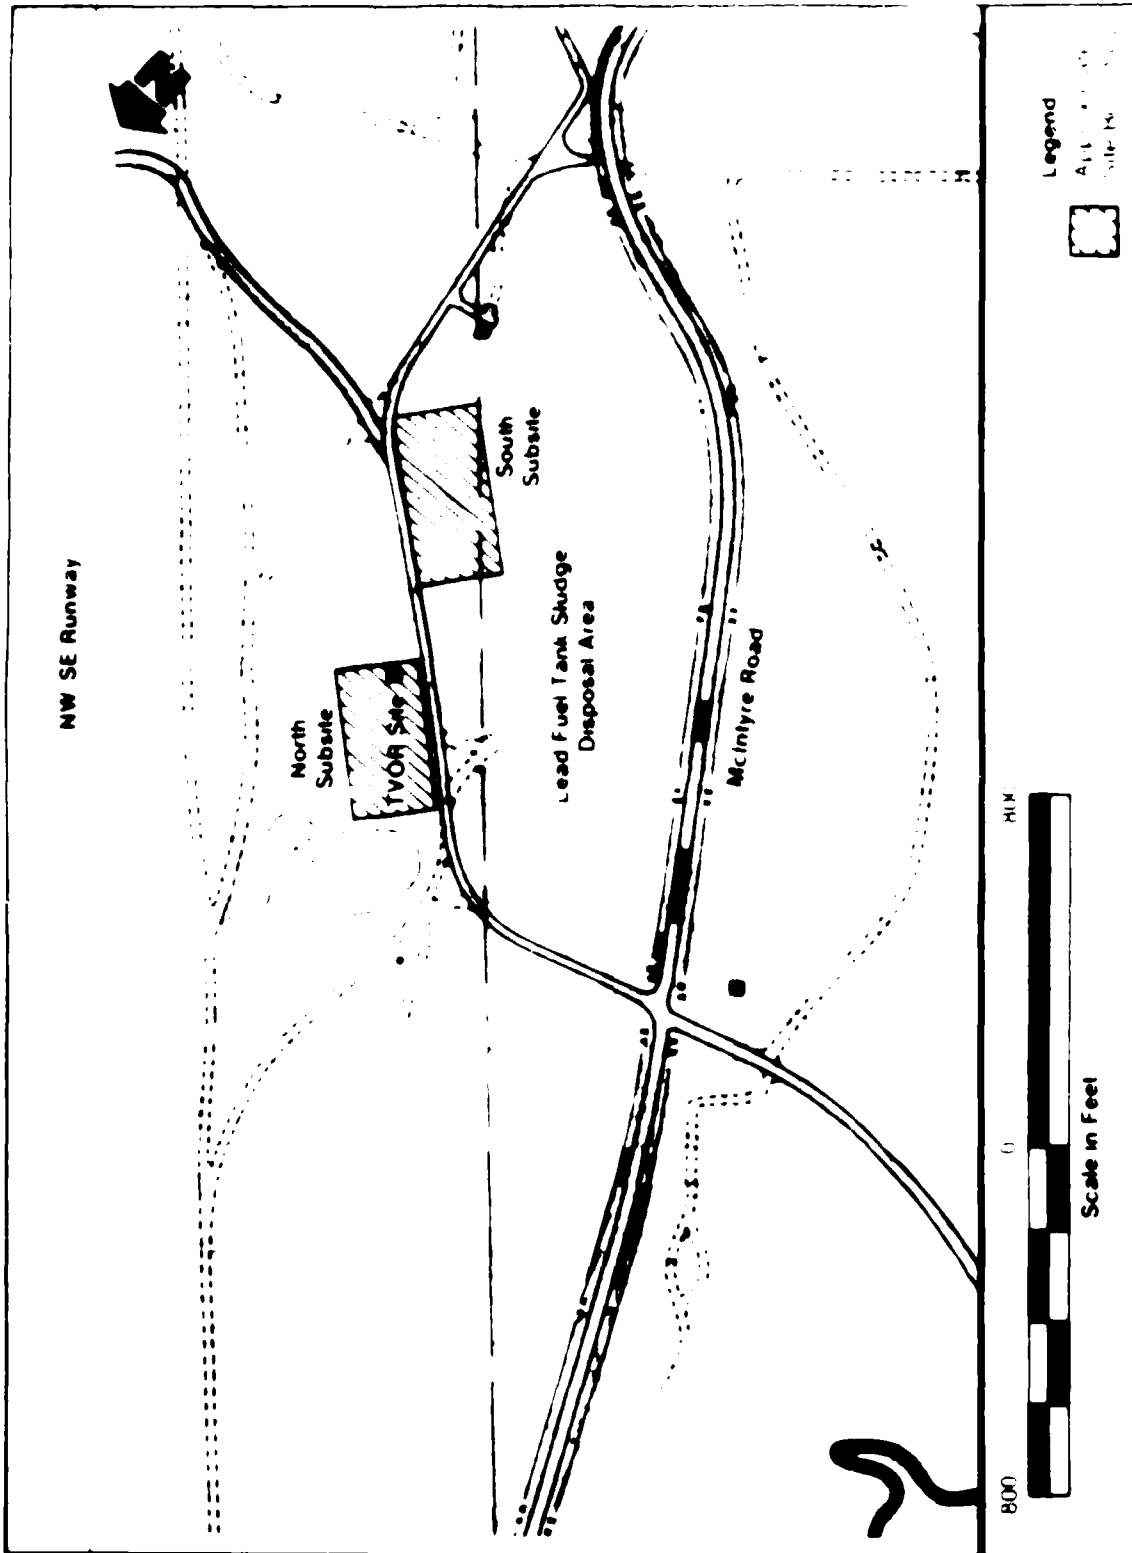 N
NW SE Runway
North
Subsite
TVOR Site
South
Subsite
Lead Fuel Tank Sludge
Disposal Area
McIntyre Road
800
0
Scale in Feet
Legend